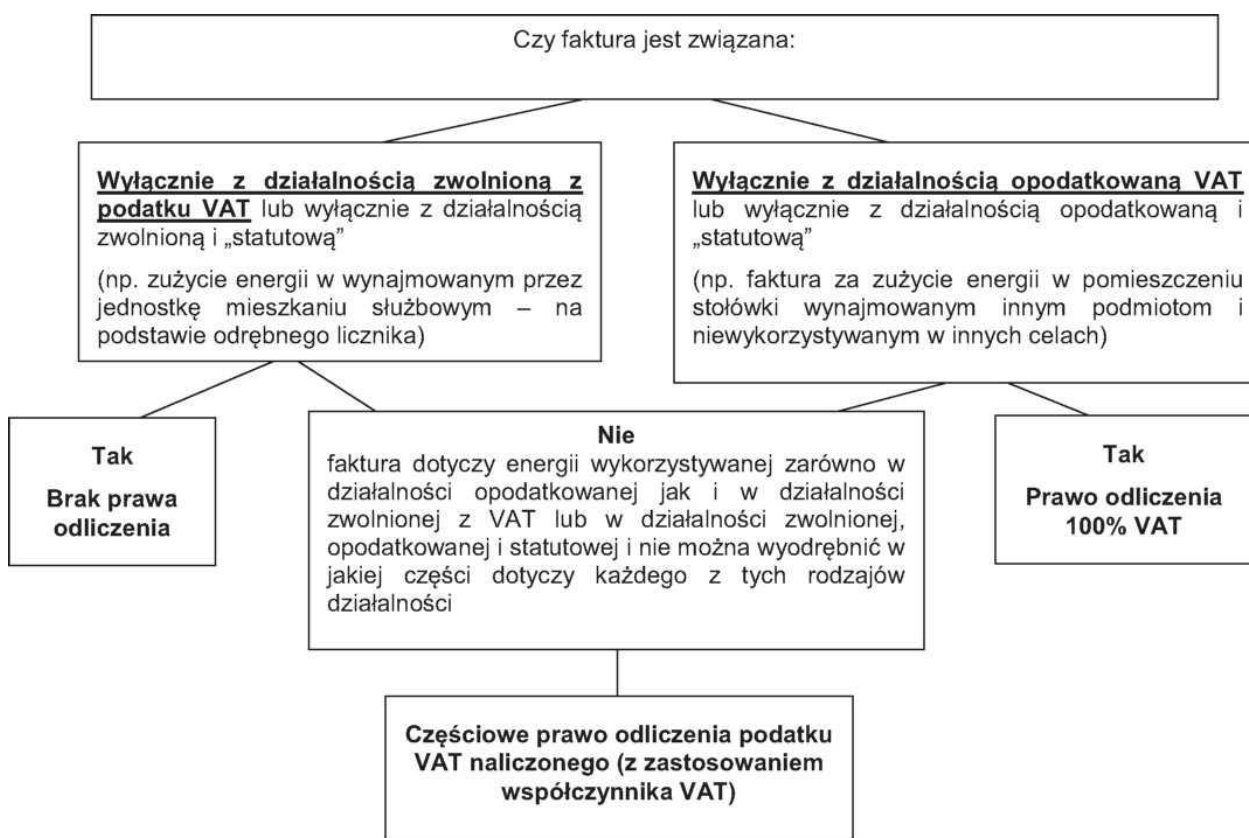 Czy faktura jest związana:
Wyłącznie z działalnością zwolnioną z
podatku VAT lub wyłącznie z działalnością
zwolnioną i „statutową”
(np. zużycie energii w wynajmowanym przez
jednostkę mieszkaniu służbowym – na
podstawie odrębnego licznika)
Wyłącznie z działalnością opodatkowaną VAT
lub wyłącznie z działalnością opodatkowaną i
„statutową”
(np. faktura za zużycie energii w pomieszczeniu
stołówki wynajmowanym innym podmiotom i
niewykorzystywanym w innych celach)
Tak
Brak prawa
odliczenia
Nie
faktura dotyczy energii wykorzystywanej zarówno w
działalności opodatkowanej jak i w działalności
zwolnionej z VAT lub w działalności zwolnionej,
opodatkowanej i statutowej i nie można wyodrębnić w
jakiej części dotyczy każdego z tych rodzajów
działalności
Tak
Prawo odliczenia
100% VAT
Częściowe prawo odliczenia podatku
VAT naliczonego (z zastosowaniem
współczynnika VAT)